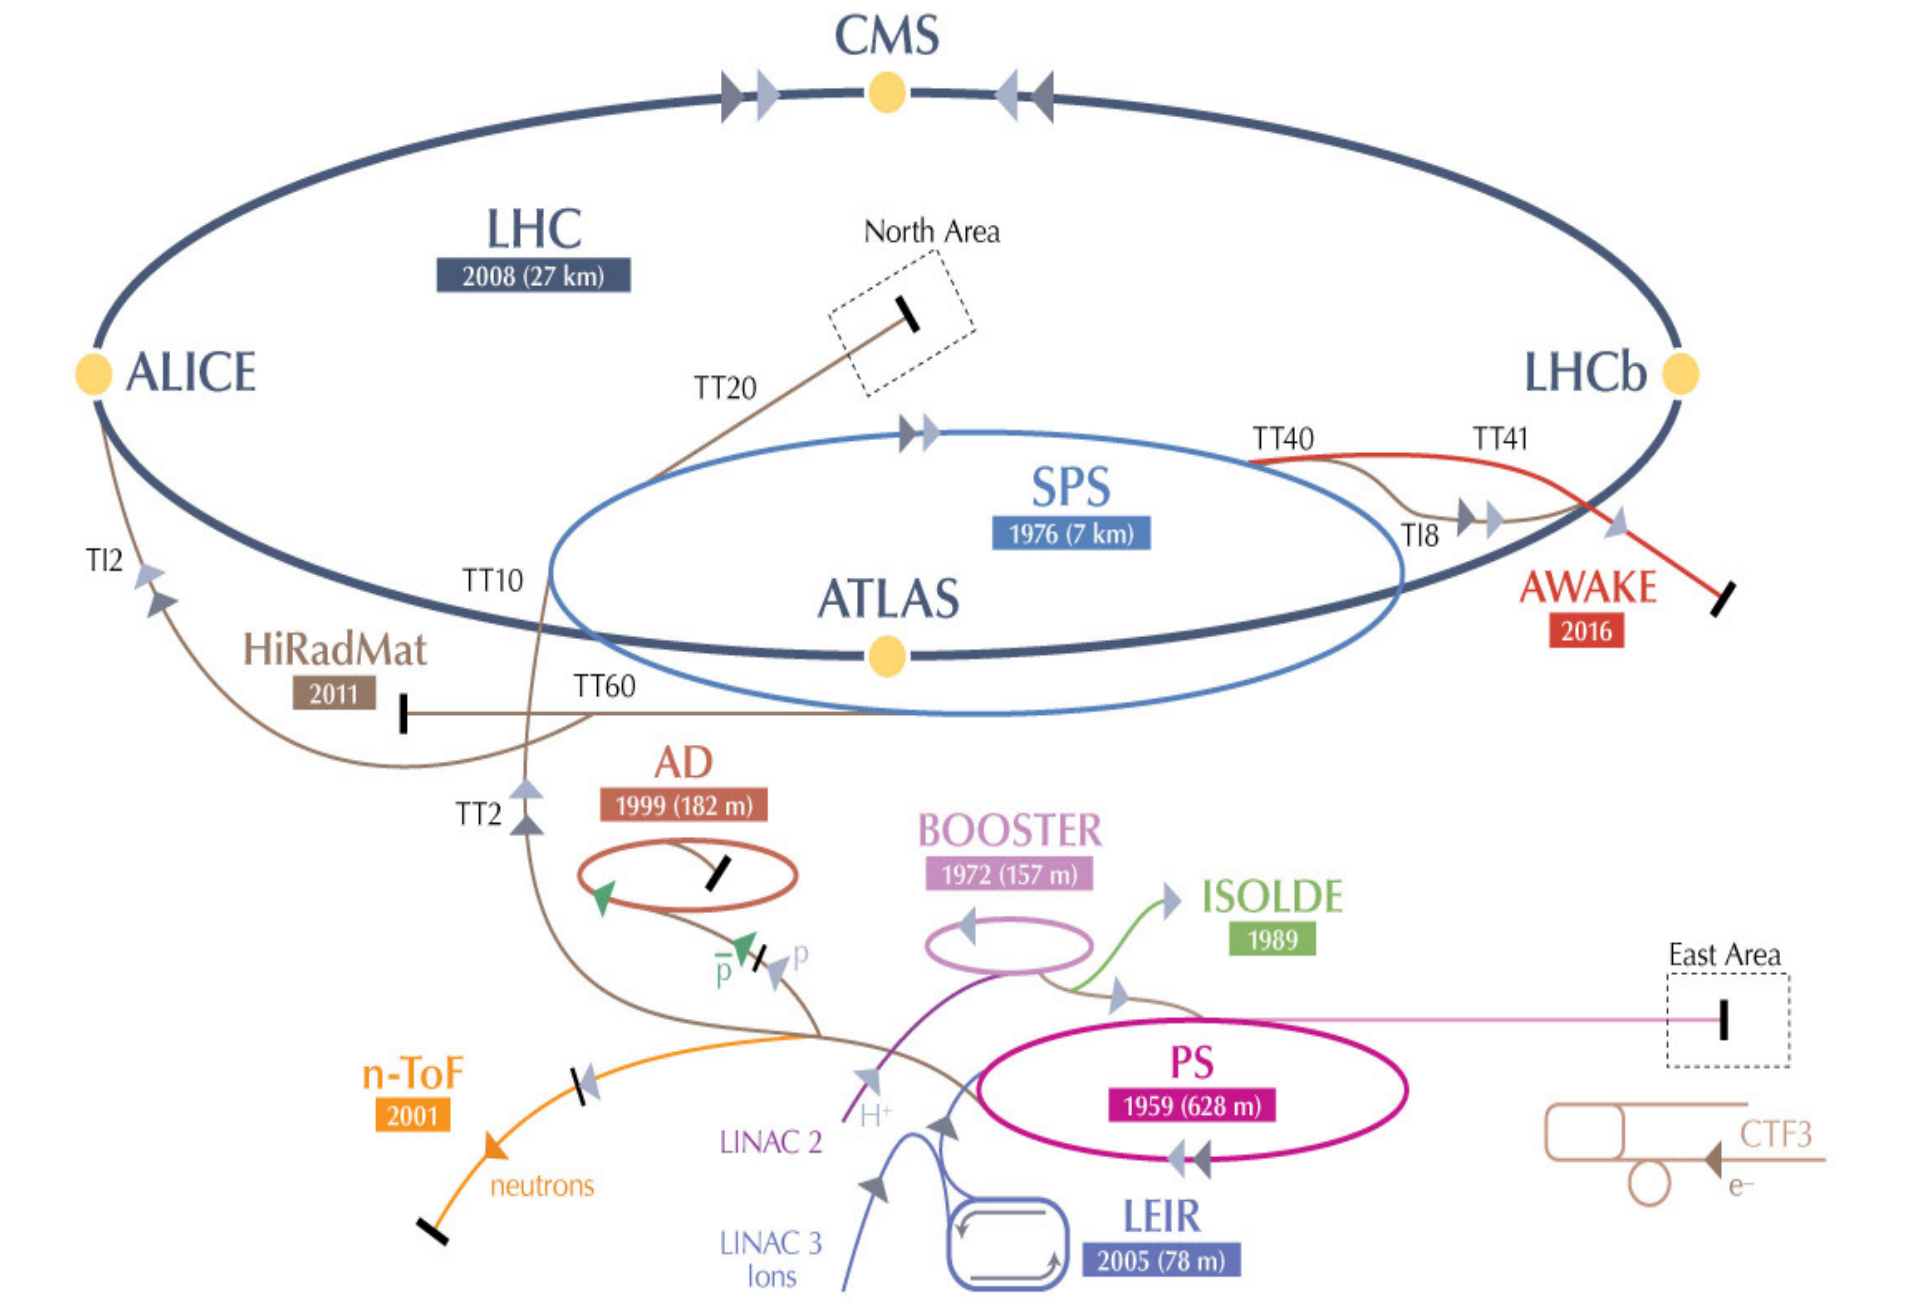 CMS
LHC
2008 (27 km)
North Area
ALICE
LHCb
TT20
TT40
TT41
SPS
1976 (7 km)
TI8
TI2
TT10
ATLAS
AWAKE
2016
HiRadMat
2011
TT60
AD
1999 (182 m)
TT2
BOOSTER
1972 (157 m)
ISOLDE
1989
p
p̅
East Area
n-ToF
2001
PS
1959 (628 m)
H⁺
LINAC 2
CTF3
e⁻
neutrons
LEIR
2005 (78 m)
LINAC 3
Ions